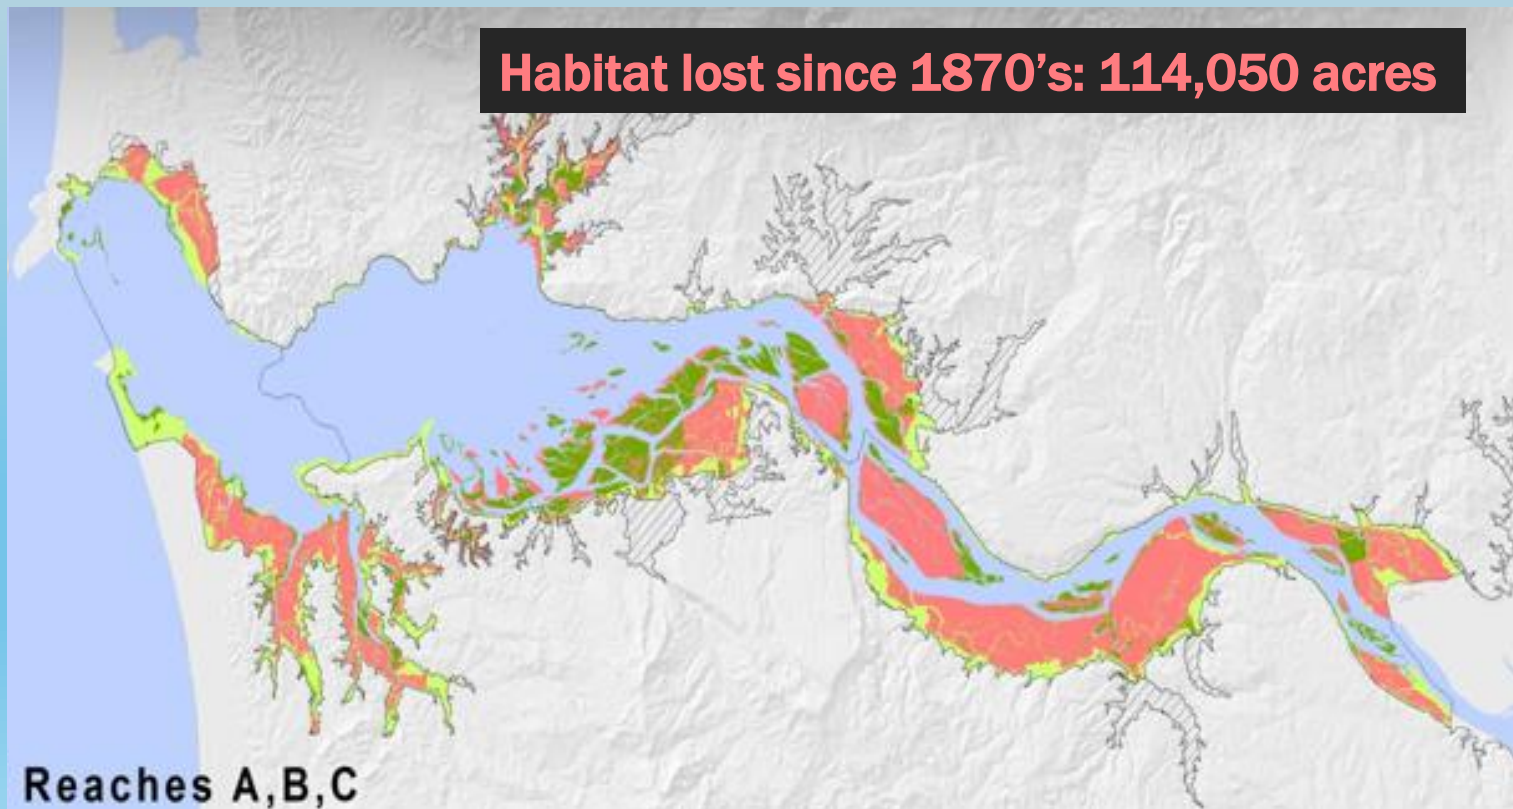 Habitat lost since 1870’s: 114,050 acres
Reaches A,B,C